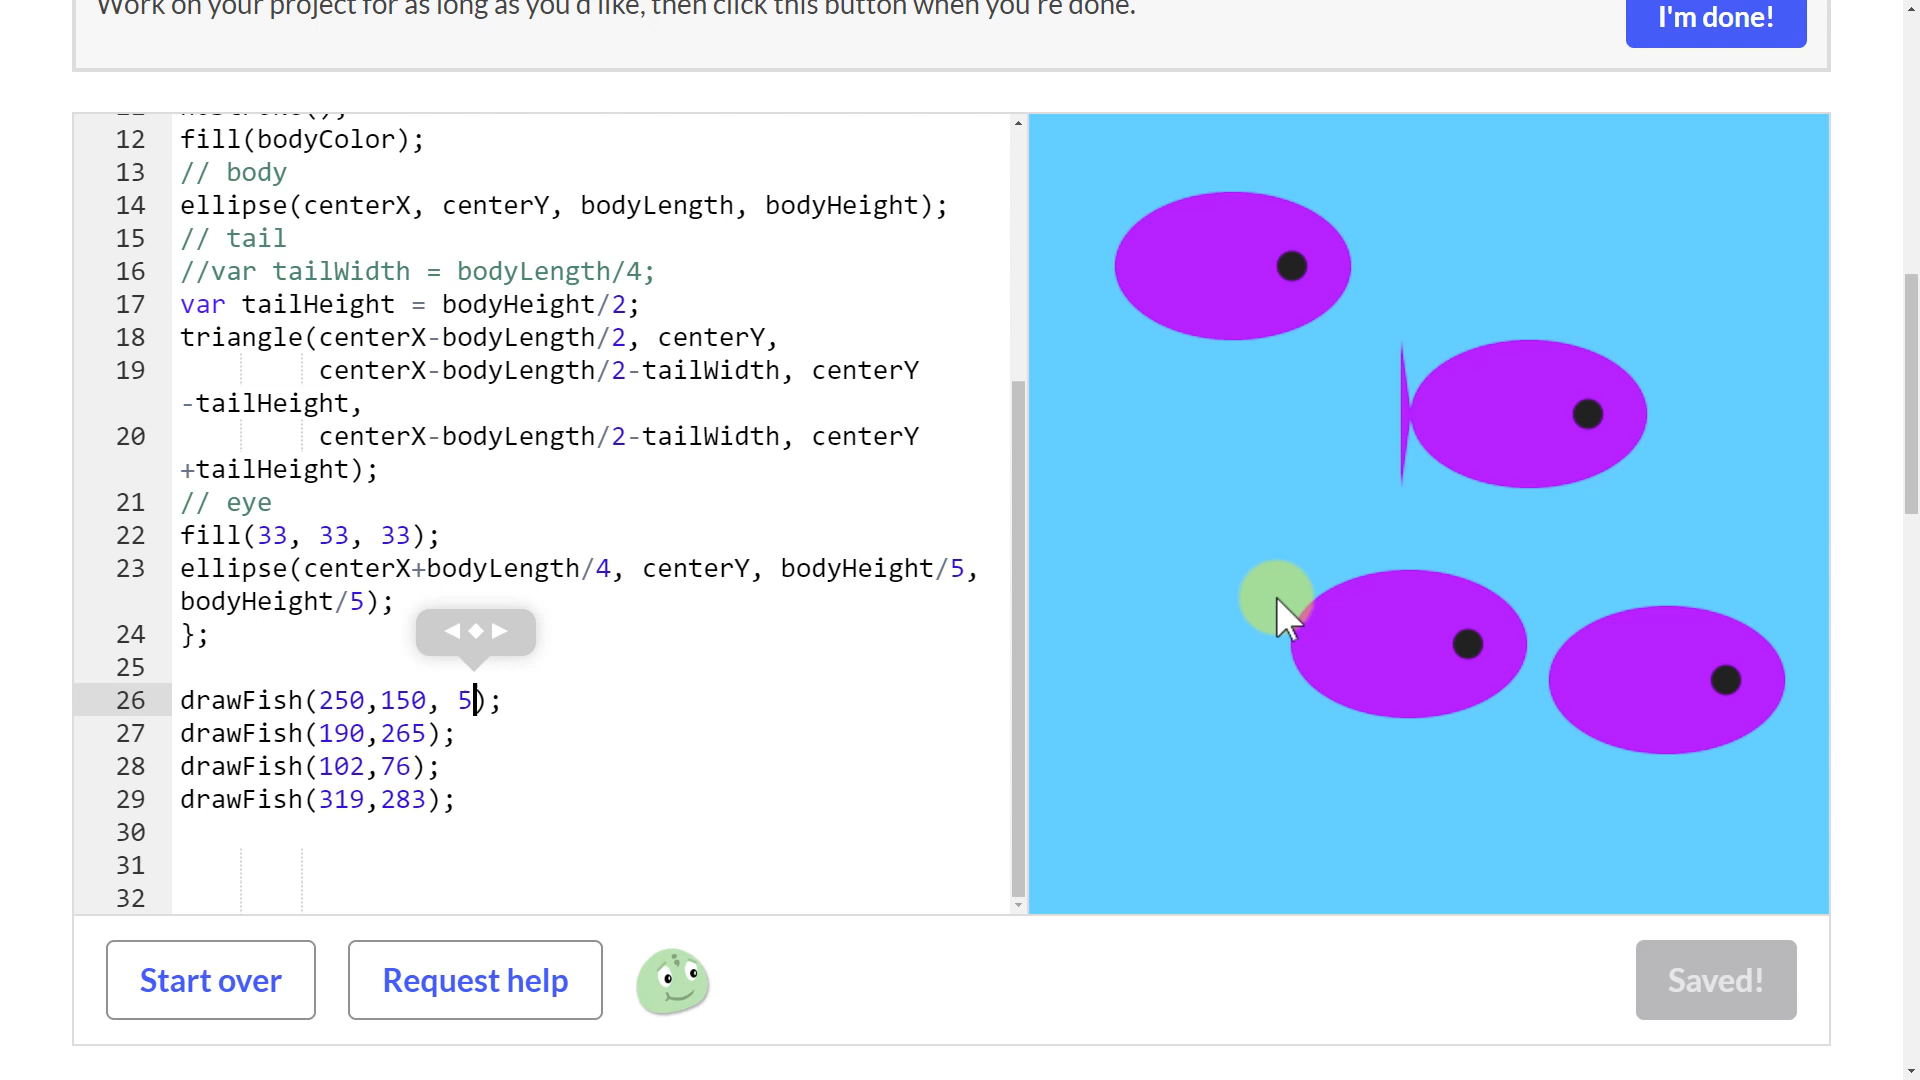 Work on your project for as long as you'd like, then click this button when you're done.
I'm done!
12 fill(bodyColor);
13 // body
14 ellipse(centerX, centerY, bodyLength, bodyHeight);
15 // tail
16 //var tailWidth = bodyLength/4;
17 var tailHeight = bodyHeight/2;
18 triangle(centerX-bodyLength/2, centerY,
19 centerX-bodyLength/2-tailWidth, centerY
-tailHeight,
20 centerX-bodyLength/2-tailWidth, centerY
+tailHeight);
21 // eye
22 fill(33, 33, 33);
23 ellipse(centerX+bodyLength/4, centerY, bodyHeight/5,
bodyHeight/5);
24 };
25
26 drawFish(250,150, 5);
27 drawFish(190,265);
28 drawFish(102,76);
29 drawFish(319,283);
30
31
32
Start over
Request help
Saved!